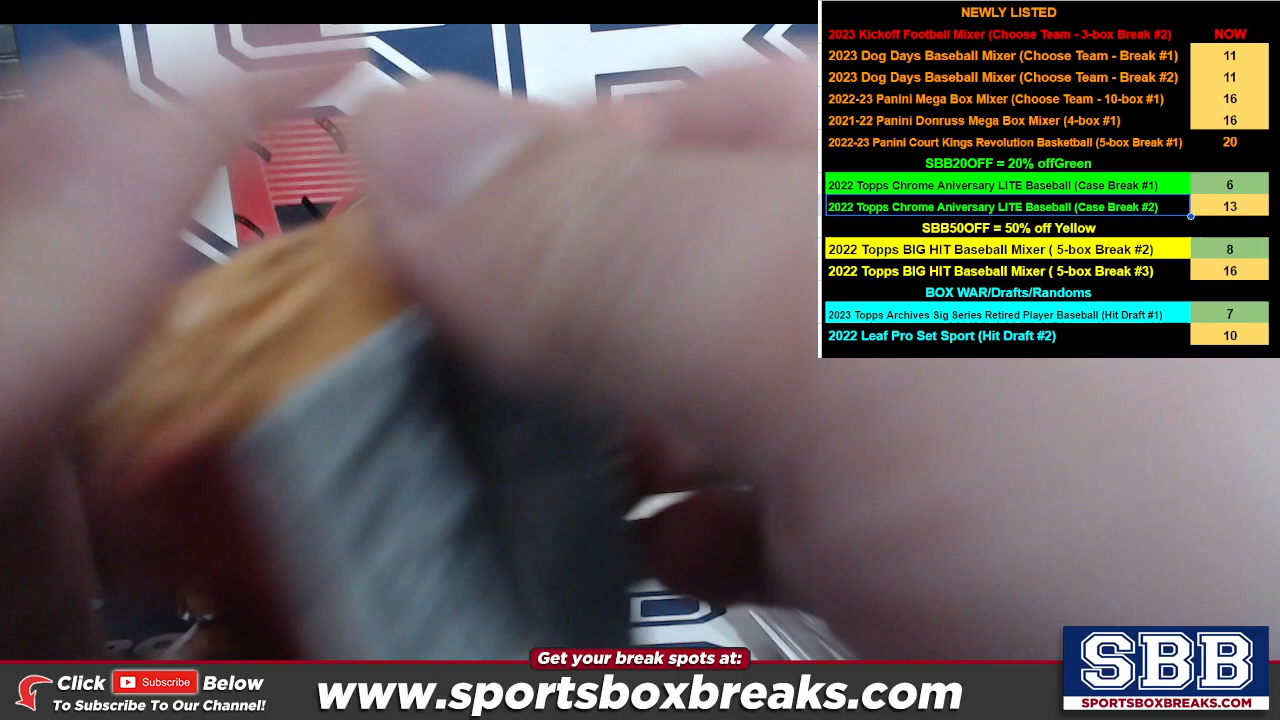 NEWLY LISTED
2023 Kickoff Football Mixer (Choose Team - 3-box Break #2) NOW
2023 Dog Days Baseball Mixer (Choose Team - Break #1) 11
2023 Dog Days Baseball Mixer (Choose Team - Break #2) 11
2022-23 Panini Mega Box Mixer (Choose Team - 10-box #1) 16
2021-22 Panini Donruss Mega Box Mixer (4-box #1) 16
2022-23 Panini Court Kings Revolution Basketball (5-box Break #1) 20
SBB20OFF = 20% offGreen
2022 Topps Chrome Aniversary LITE Baseball (Case Break #1) 6
2022 Topps Chrome Aniversary LITE Baseball (Case Break #2) 13
SBB50OFF = 50% off Yellow
2022 Topps BIG HIT Baseball Mixer ( 5-box Break #2) 8
2022 Topps BIG HIT Baseball Mixer ( 5-box Break #3) 16
BOX WAR/Drafts/Randoms
2023 Topps Archives Sig Series Retired Player Baseball (Hit Draft #1) 7
2022 Leaf Pro Set Sport (Hit Draft #2) 10
Get your break spots at:
Click Subscribe Below
To Subscribe To Our Channel!
www.sportsboxbreaks.com
SBB
SPORTSBOXBREAKS.COM